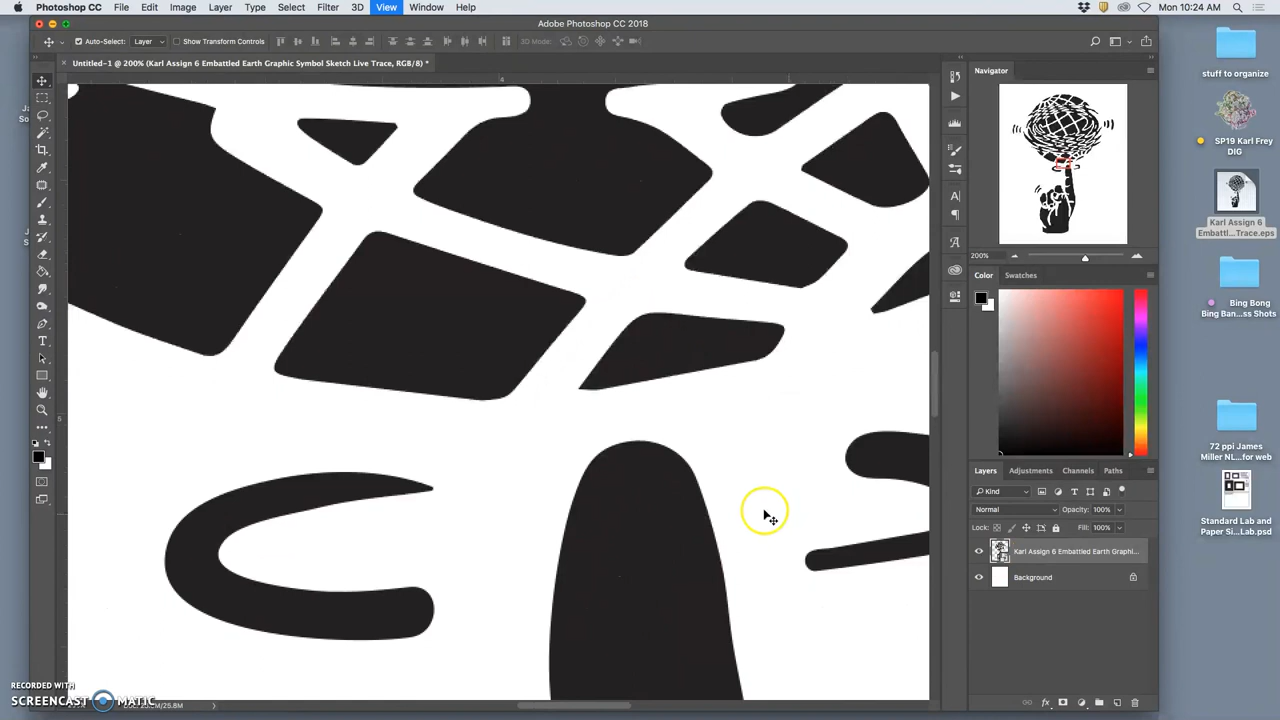 Photoshop CC File Edit Image Layer Type Select Filter 3D View Window Help Mon 10:24 AM
Adobe Photoshop CC 2018
Auto-Select: Layer Show Transform Controls 3D Mode:
Untitled-1 @ 200% (Karl Assign 6 Embattled Earth Graphic Symbol Sketch Live Trace, RGB/8) *
Navigator
200%
Color Swatches
Layers Adjustments Channels Paths
Kind
Normal Opacity: 100%
Lock: Fill: 100%
Karl Assign 6 Embattled Earth Graphi...
Background
stuff to organize
SP19 Karl Frey
DIG
Karl Assign 6
Embattl...Trace.eps
Bing Bong
Bing Ban...ss Shots
72 ppi James
Miller NL...for web
Standard Lab and
Paper Si...Lab.psd
RECORDED WITH
SCREENCAST MATIC